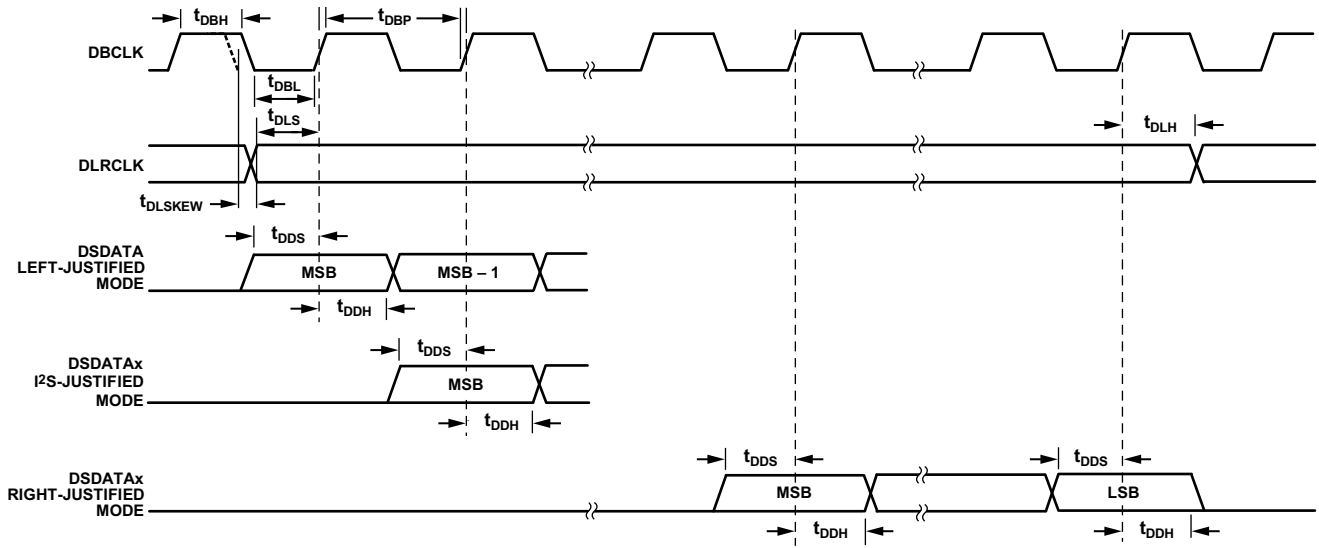 tDBH
tDBP
DBCLK
tDBL
tDLS
tDLH
DLRCLK
tDLSKEW
tDDS
DSDATA
LEFT-JUSTIFIED
MODE
MSB
MSB – 1
tDDH
tDDS
DSDATAx
I2S-JUSTIFIED
MODE
MSB
tDDH
tDDS
tDDS
DSDATAx
RIGHT-JUSTIFIED
MODE
MSB
LSB
tDDH
tDDH